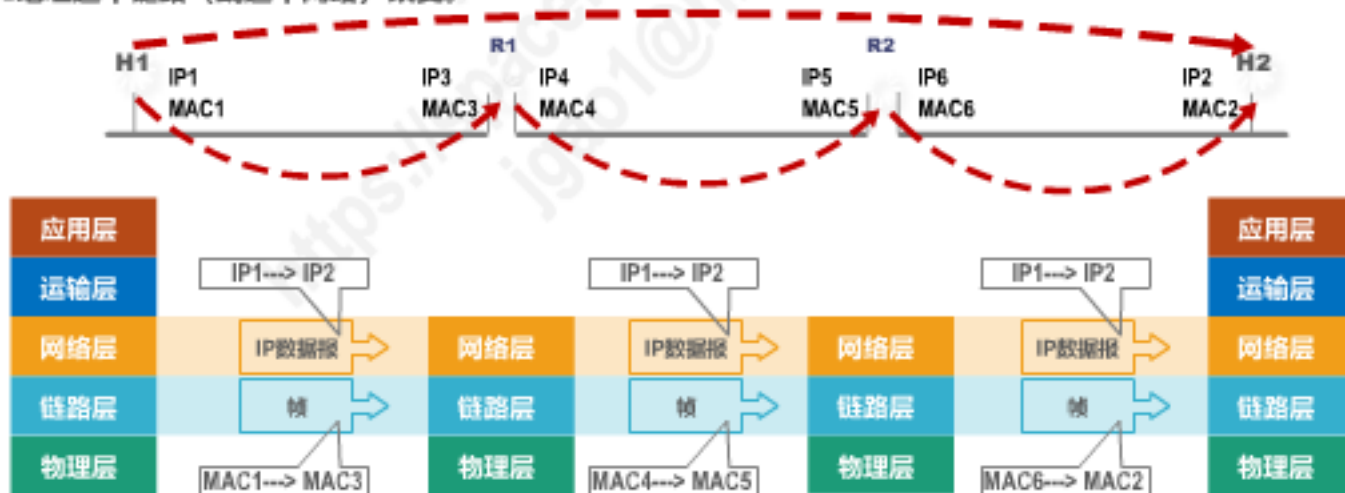 R1
R2
H1
H2
IP1
IP3
IP4
IP5
IP6
IP2
MAC1
MAC3
MAC4
MAC5
MAC6
MAC2
应用层
应用层
运输层
IP1---> IP2
IP1---> IP2
IP1---> IP2
运输层
网络层
IP数据报
网络层
IP数据报
网络层
IP数据报
网络层
链路层
帧
链路层
帧
链路层
帧
链路层
物理层
MAC1---> MAC3
物理层
MAC4---> MAC5
物理层
MAC6---> MAC2
物理层